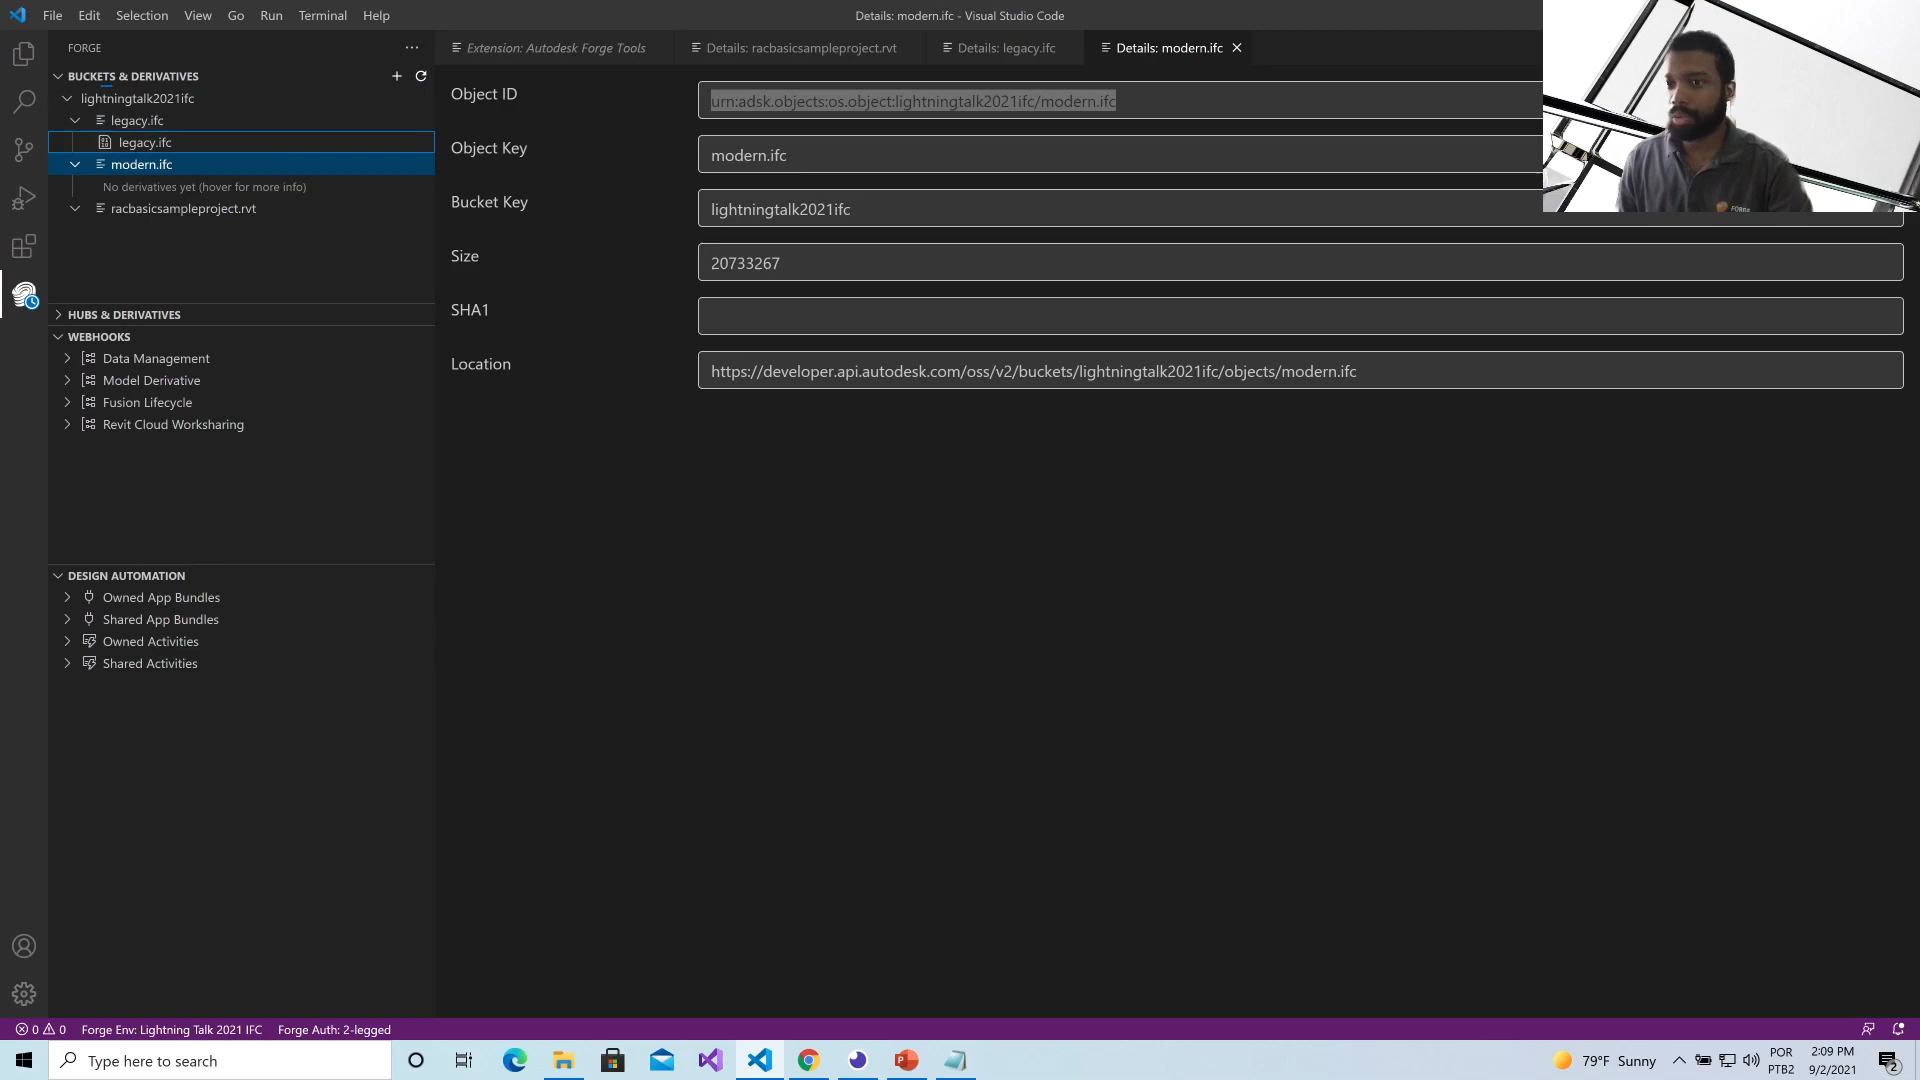 File Edit Selection View Go Run Terminal Help
Details: modern.ifc - Visual Studio Code
FORGE
BUCKETS & DERIVATIVES
lightningtalk2021ifc
legacy.ifc
legacy.ifc
modern.ifc
No derivatives yet (hover for more info)
racbasicsampleproject.rvt
HUBS & DERIVATIVES
WEBHOOKS
Data Management
Model Derivative
Fusion Lifecycle
Revit Cloud Worksharing
DESIGN AUTOMATION
Owned App Bundles
Shared App Bundles
Owned Activities
Shared Activities
Extension: Autodesk Forge Tools
Details: racbasicsampleproject.rvt
Details: legacy.ifc
Details: modern.ifc
Object ID
urn:adsk.objects:os.object:lightningtalk2021ifc/modern.ifc
Object Key
modern.ifc
Bucket Key
lightningtalk2021ifc
Size
20733267
SHA1
Location
https://developer.api.autodesk.com/oss/v2/buckets/lightningtalk2021ifc/objects/modern.ifc
FORGE
0 0 Forge Env: Lightning Talk 2021 IFC Forge Auth: 2-legged
Type here to search
79°F Sunny
POR
PTB2
2:09 PM
9/2/2021
2